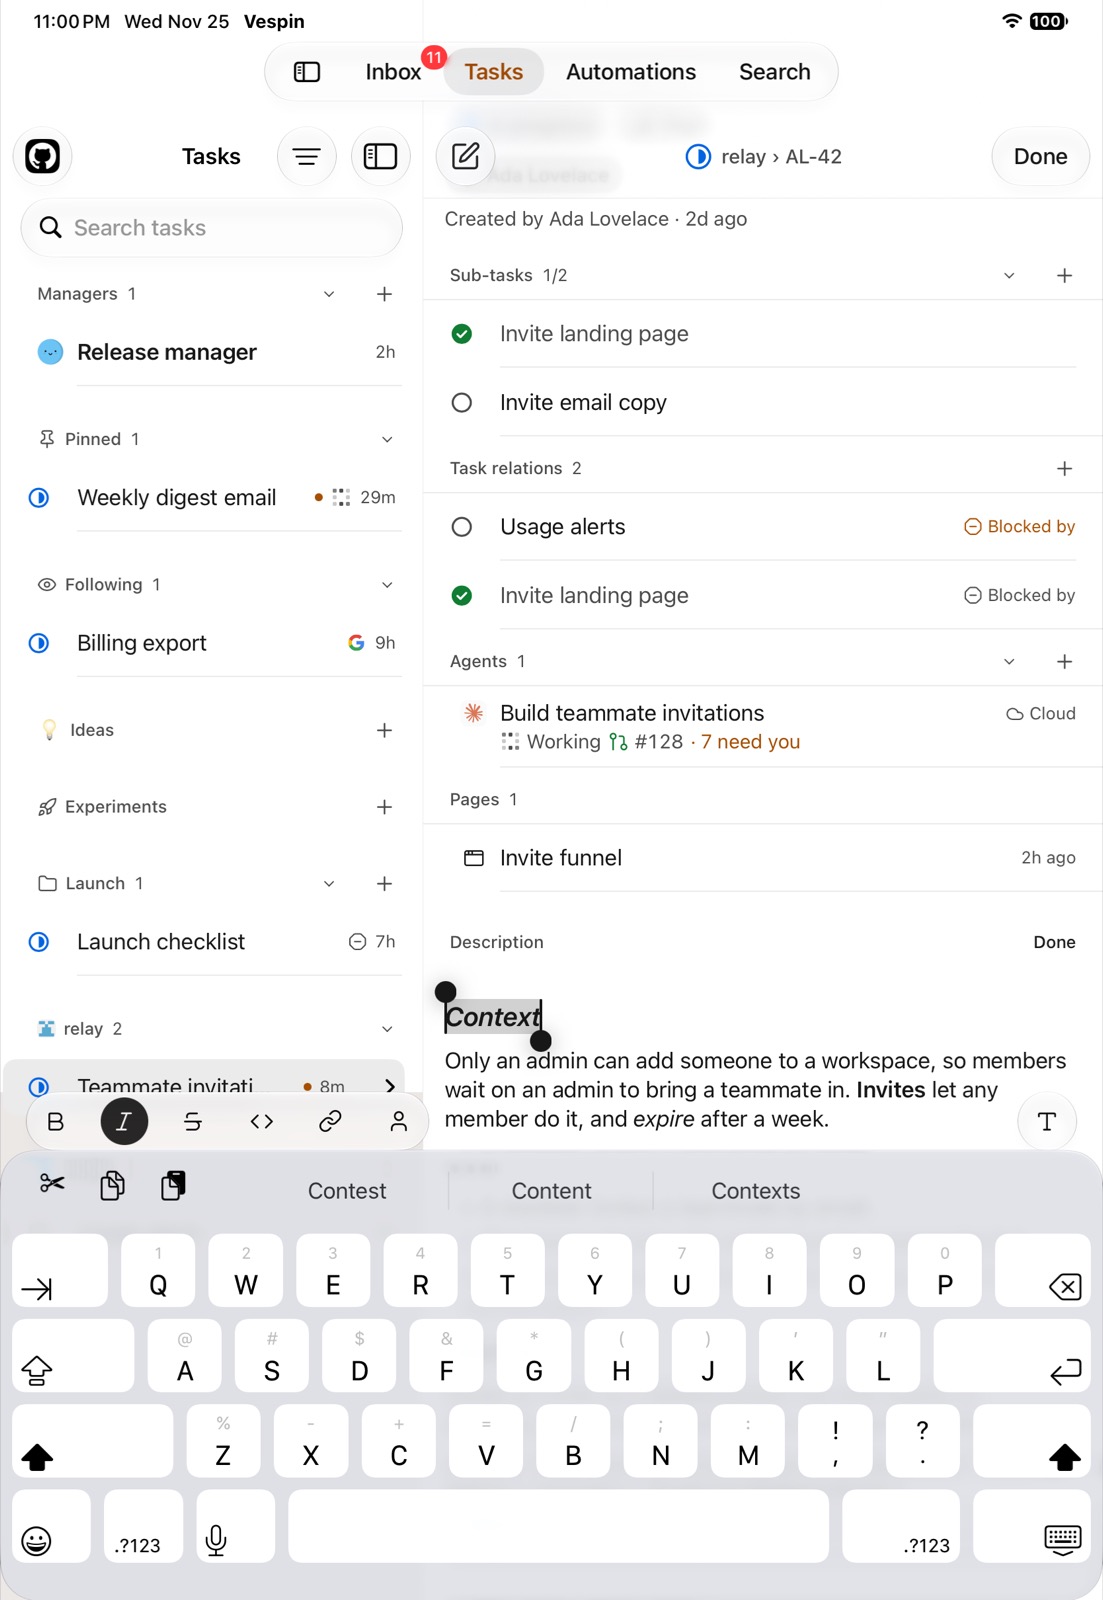 11:00 PM Wed Nov 25 Vespin
100
Inbox 11 Tasks Automations Search
Tasks
relay › AL-42 Done
Search tasks
Managers 1
Release manager 2h
Pinned 1
Weekly digest email 29m
Following 1
Billing export 9h
Ideas
Experiments
Launch 1
Launch checklist 7h
relay 2
Teammate invitati 8m
Ada Lovelace
Created by Ada Lovelace · 2d ago
Sub-tasks 1/2
Invite landing page
Invite email copy
Task relations 2
Usage alerts Blocked by
Invite landing page Blocked by
Agents 1
Build teammate invitations Cloud
Working #128 · 7 need you
Pages 1
Invite funnel 2h ago
Description Done
Context
Only an admin can add someone to a workspace, so members
wait on an admin to bring a teammate in. Invites let any
member do it, and expire after a week.
B I S <> T
Contest Content Contexts
1 2 3 4 5 6 7 8 9 0
Q W E R T Y U I O P
@ # $ & * ( ) ' "
A S D F G H J K L
% - + = / ; : ! ?
Z X C V B N M , .
.?123 .?123